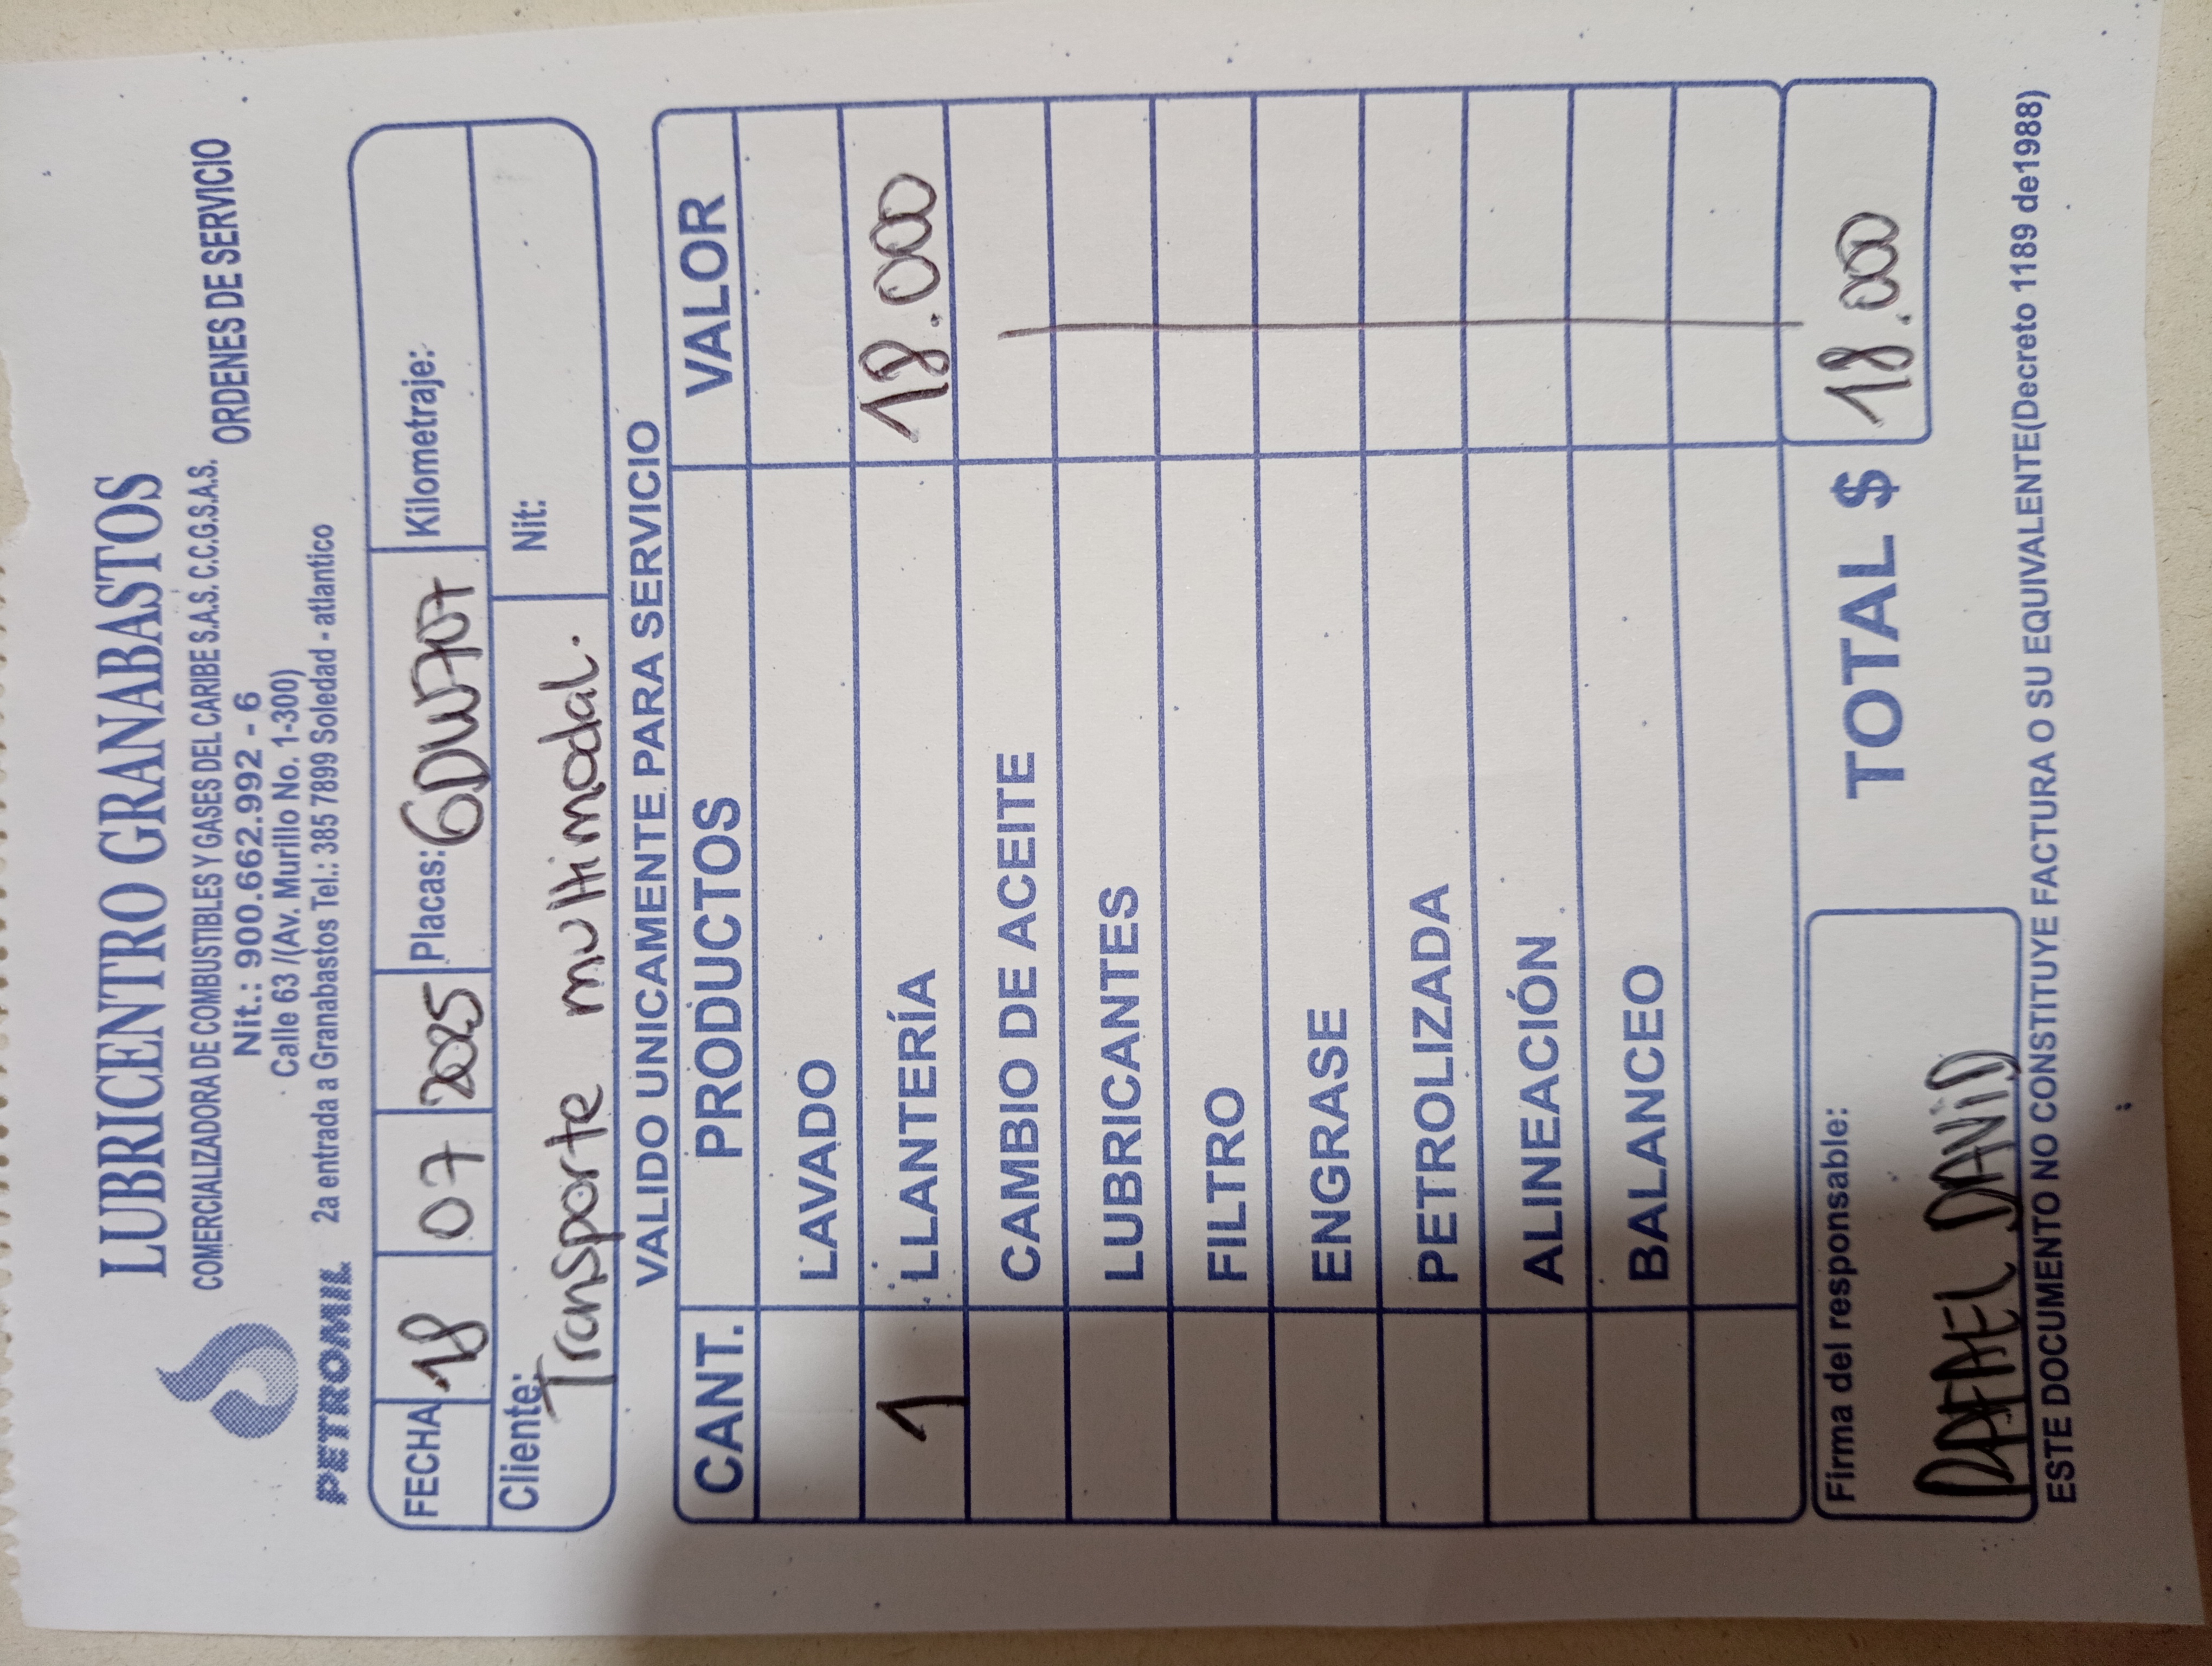 LUBRICENTRO GRANABASTOS
COMERCIALIZADORA DE COMBUSTIBLES Y GASES DEL CARIBE S.A.S. C.C.G.S.A.S.
ORDENES DE SERVICIO
Nit.: 900.662.992 - 6
Calle 63 /(Av. Murillo No. 1-300)
PETROMIL 2a entrada a Granabastos Tel.: 385 7899 Soledad - atlantico
FECHA 18 07 2025 Placas: GDW707 Kilometraje:
Cliente: Transporte multimodal. Nit:
VALIDO UNICAMENTE PARA SERVICIO
CANT. PRODUCTOS VALOR
LAVADO
1 LLANTERÍA 18.000
CAMBIO DE ACEITE
LUBRICANTES
FILTRO
ENGRASE
PETROLIZADA
ALINEACIÓN
BALANCEO
Firma del responsable: TOTAL $ 18.000
RAFAEL DAVID
ESTE DOCUMENTO NO CONSTITUYE FACTURA O SU EQUIVALENTE(Decreto 1189 de1988)